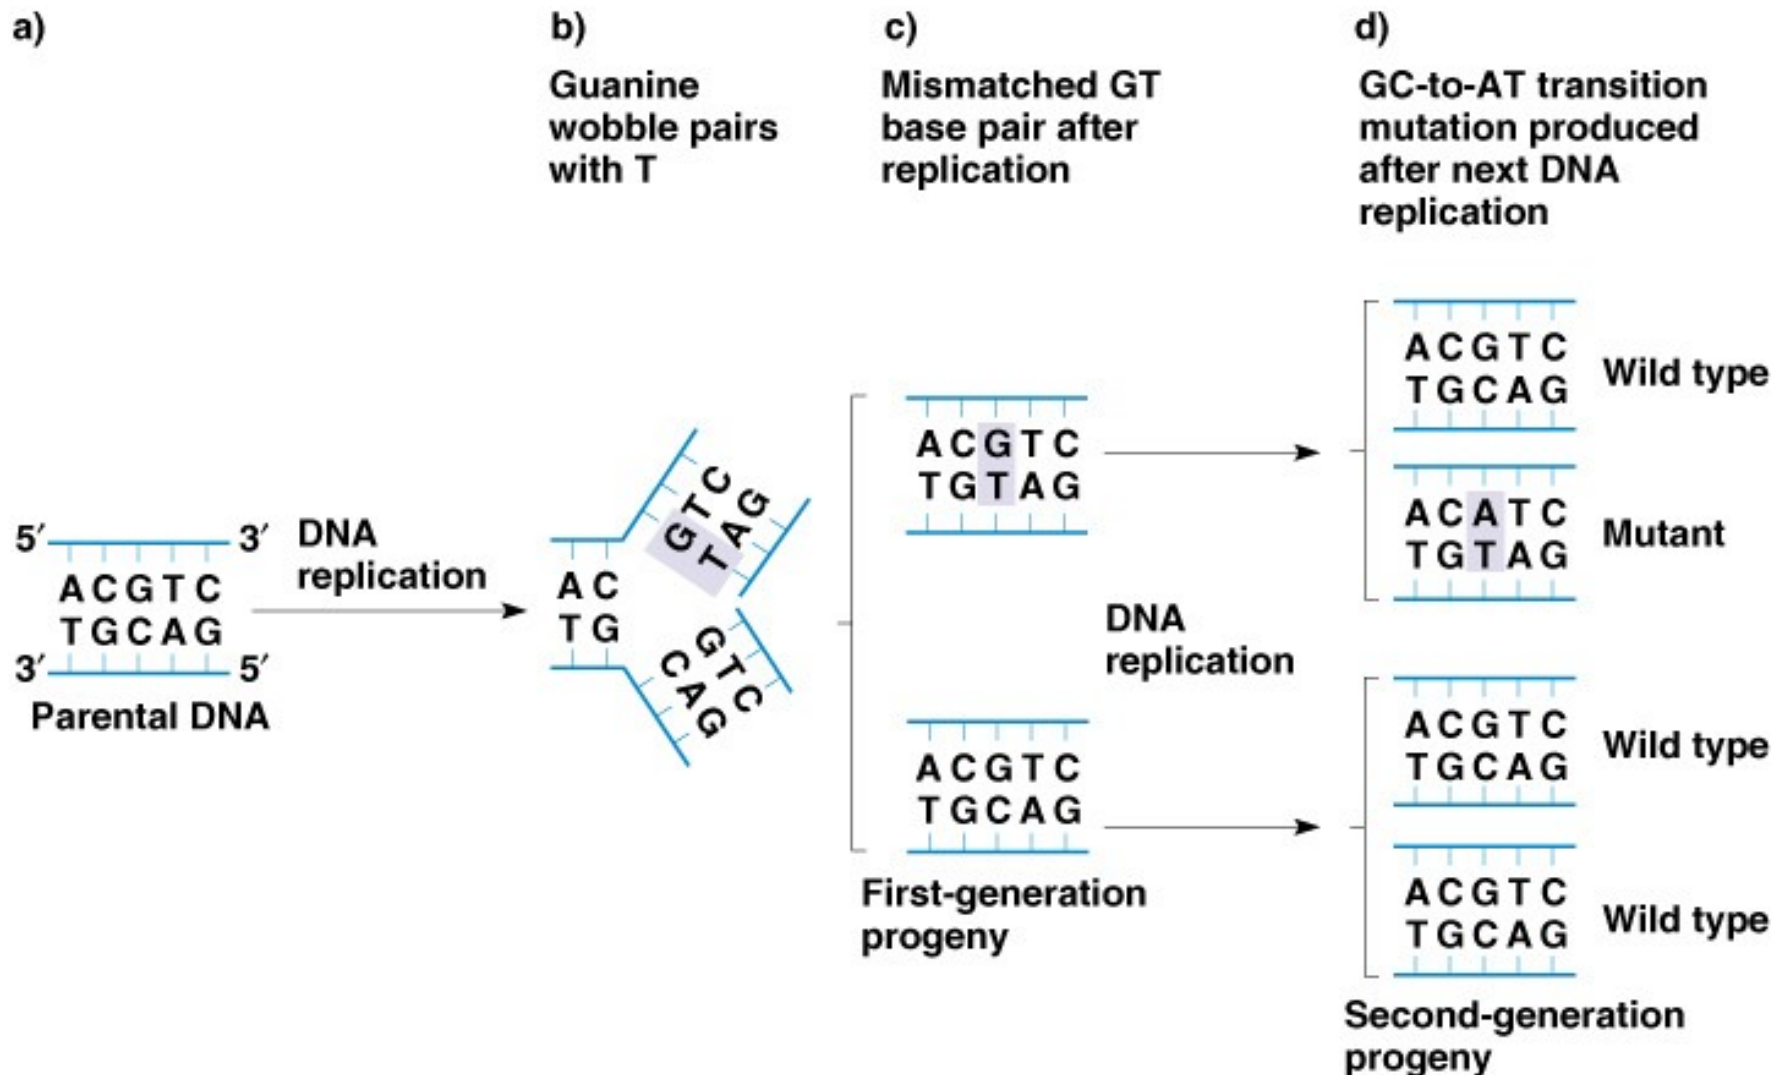 a)
b)
Guanine
wobble pairs
with T
c)
Mismatched GT
base pair after
replication
d)
GC-to-AT transition
mutation produced
after next DNA
replication
5′ 3′
ACGTC
TGCAG
3′ 5′
Parental DNA
DNA
replication
AC
TG
GTC
TAG
GTC
CAG
ACGTC
TGTAG
ACGTC
TGCAG
First-generation
progeny
DNA
replication
ACGTC
TGCAG
Wild type
ACATC
TGTAG
Mutant
ACGTC
TGCAG
Wild type
ACGTC
TGCAG
Wild type
Second-generation
progeny